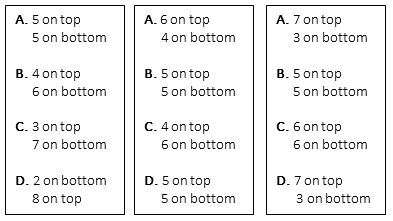 A. 5 on top
5 on bottom
B. 4 on top
6 on bottom
C. 3 on top
7 on bottom
D. 2 on bottom
8 on top
A. 6 on top
4 on bottom
B. 5 on top
5 on bottom
C. 4 on top
6 on bottom
D. 5 on top
5 on bottom
A. 7 on top
3 on bottom
B. 5 on top
5 on bottom
C. 6 on top
6 on bottom
D. 7 on top
3 on bottom